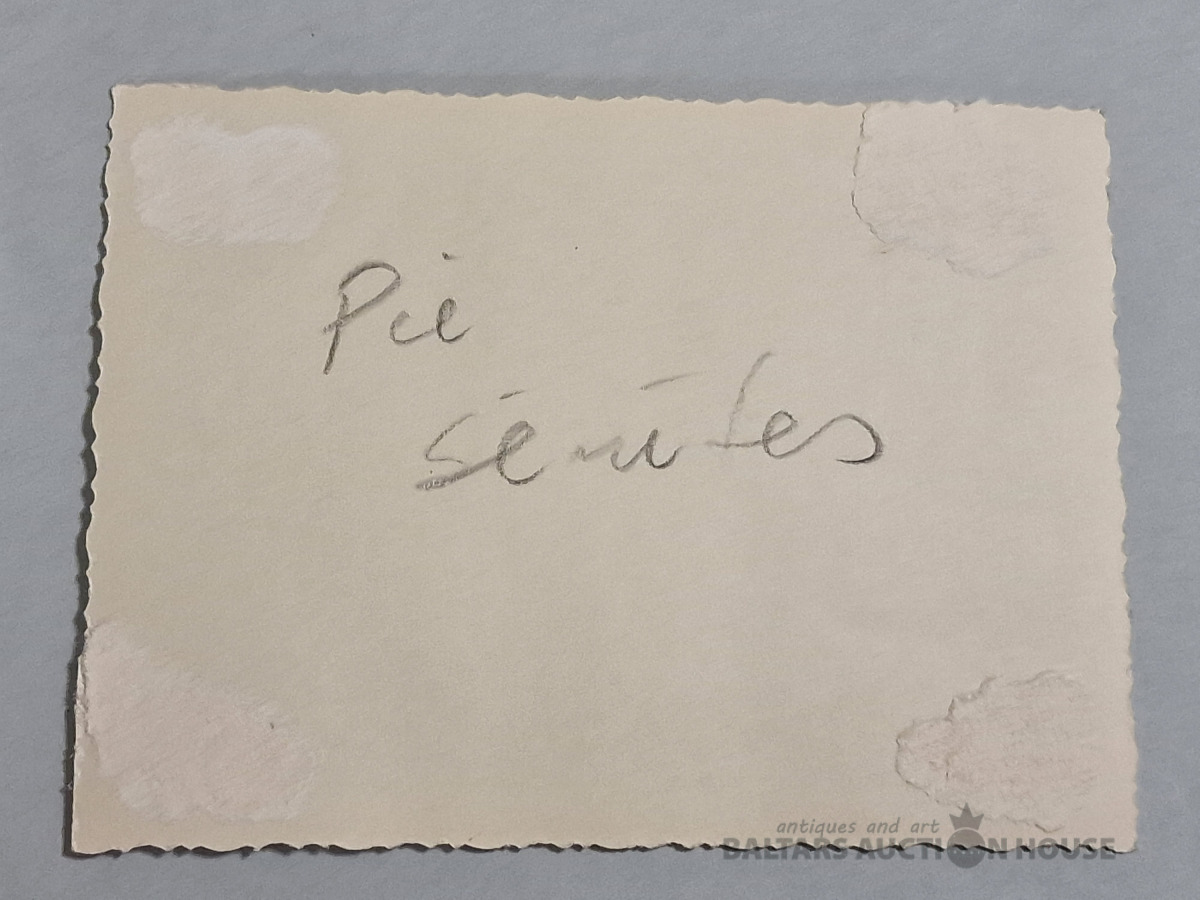 Pie
sēnītes
antiques and art
BALTARS AUCTION HOUSE